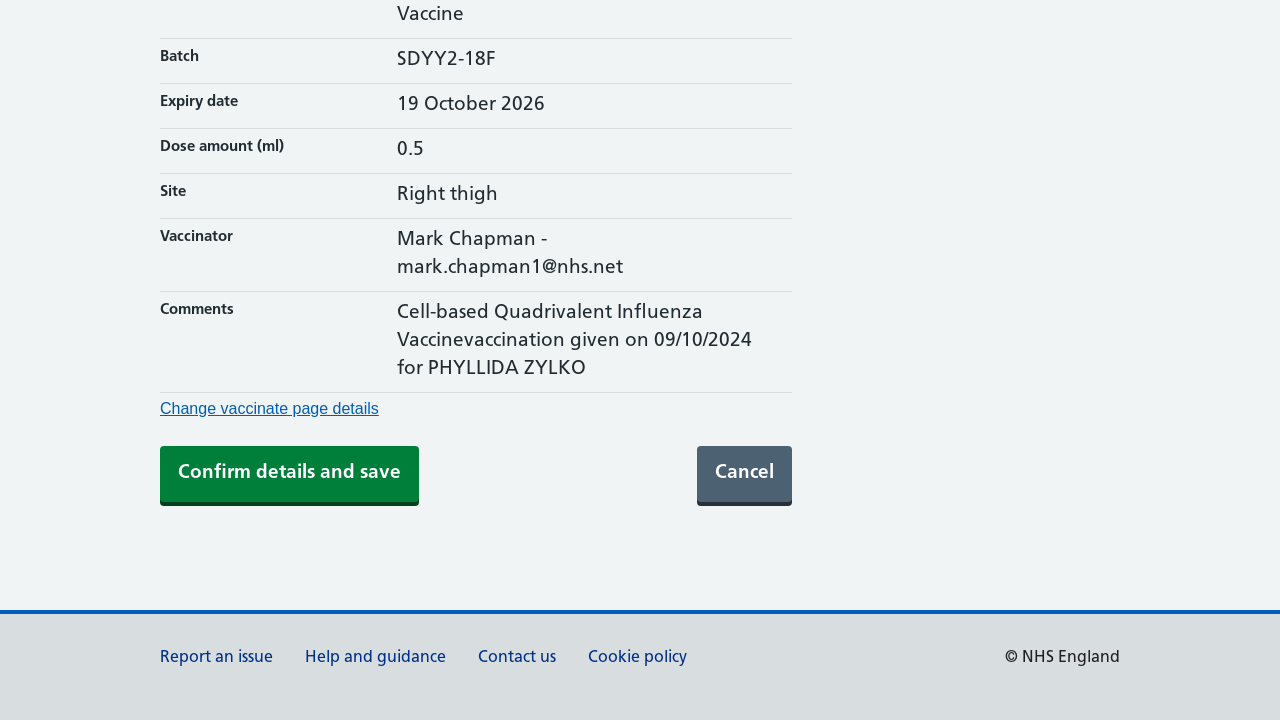 Vaccine
Batch SDYY2-18F
Expiry date 19 October 2026
Dose amount (ml) 0.5
Site Right thigh
Vaccinator Mark Chapman -
mark.chapman1@nhs.net
Comments Cell-based Quadrivalent Influenza
Vaccinevaccination given on 09/10/2024
for PHYLLIDA ZYLKO
Change vaccinate page details
Confirm details and save Cancel
Report an issue Help and guidance Contact us Cookie policy © NHS England